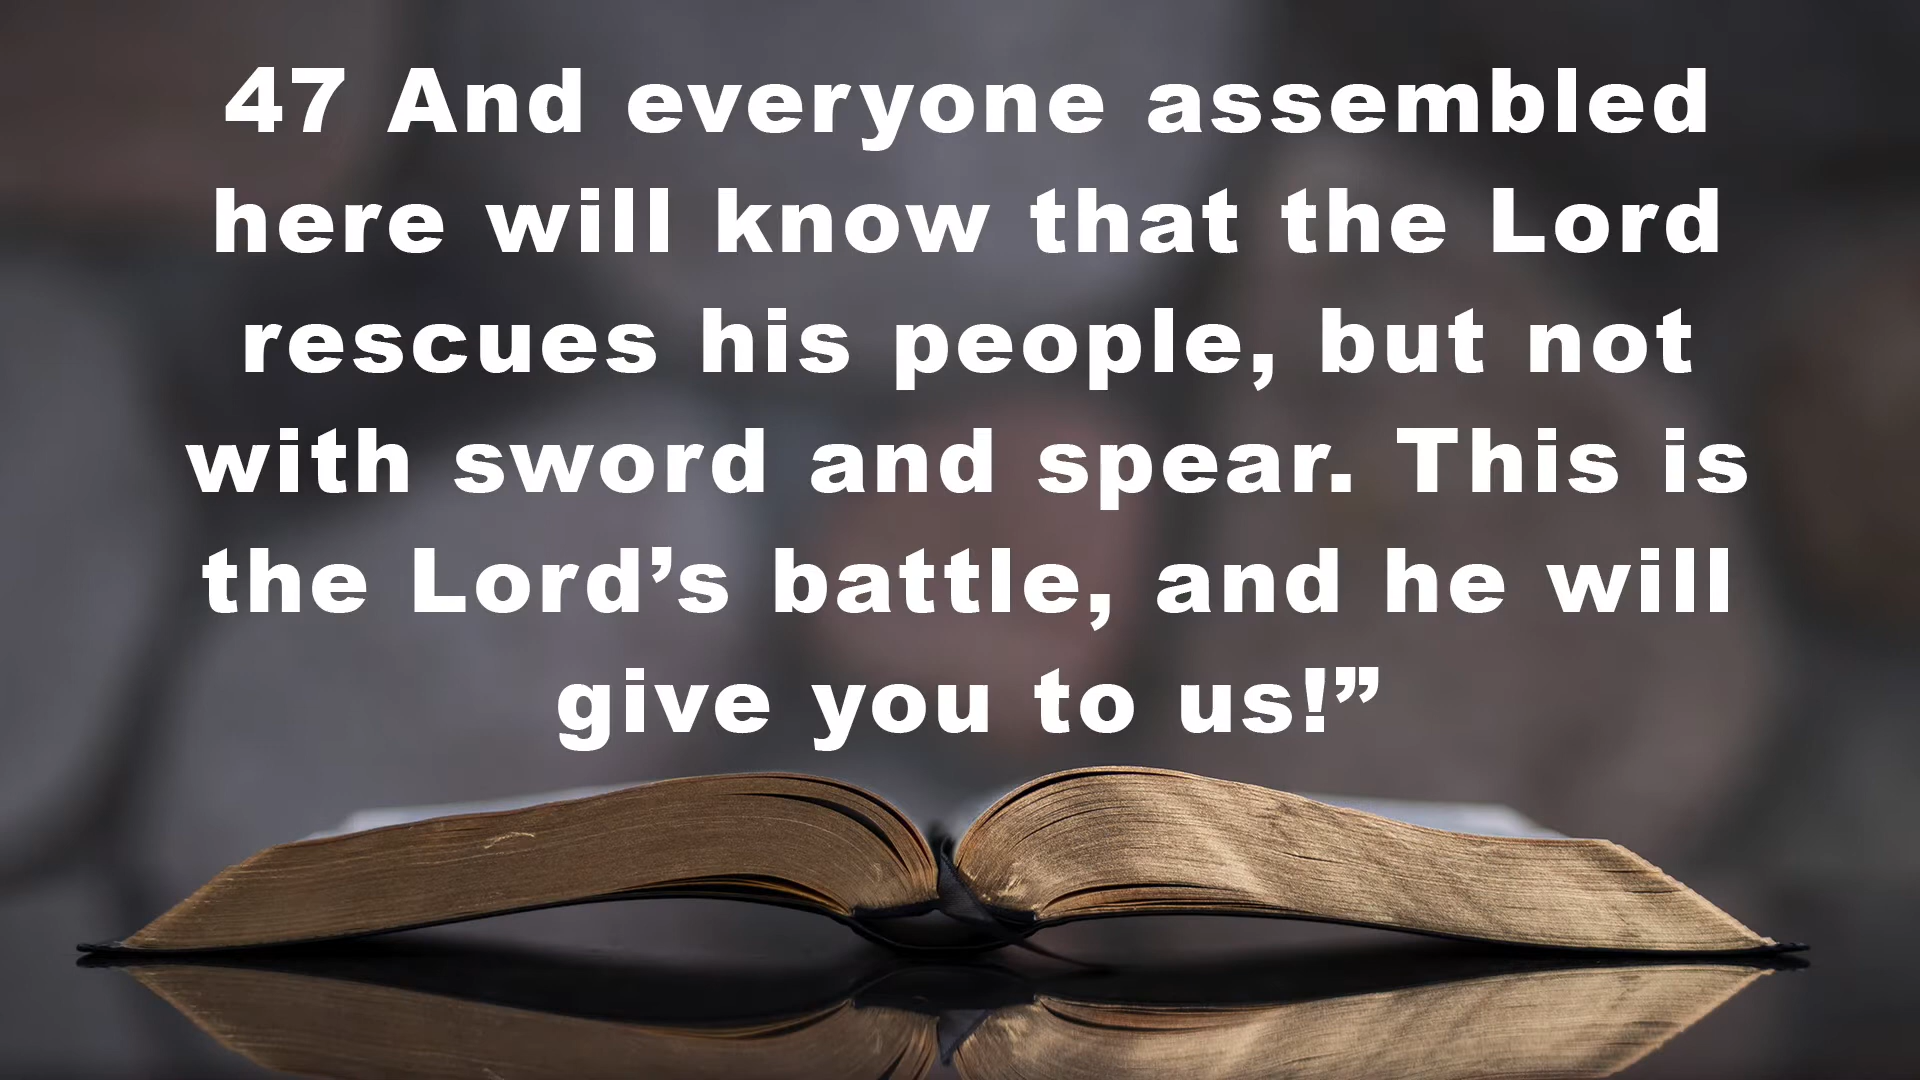 47 And everyone assembled
here will know that the Lord
rescues his people, but not
with sword and spear. This is
the Lord’s battle, and he will
give you to us!”